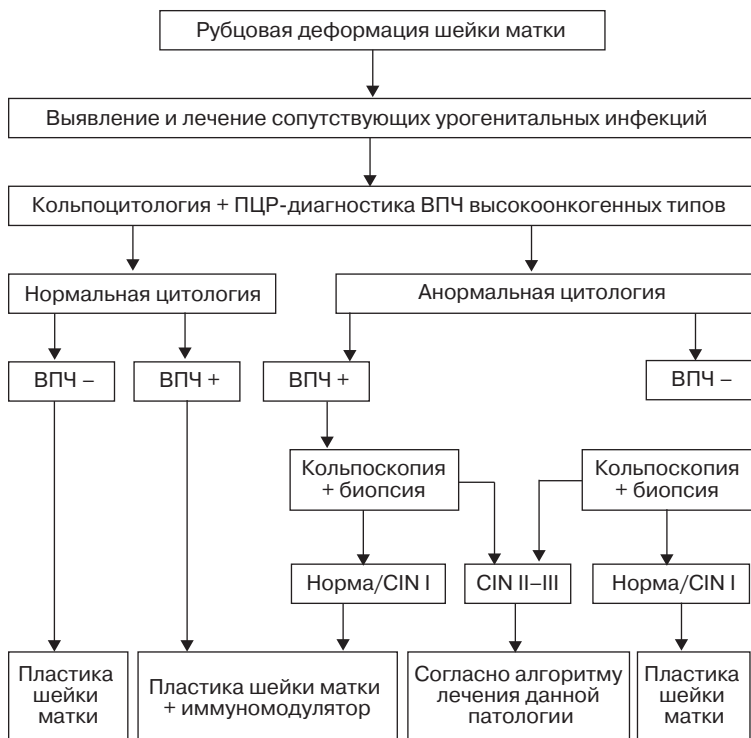 Рубцовая деформация шейки матки
Выявление и лечение сопутствующих урогенитальных инфекций
Кольпоцитология + ПЦР-диагностика ВПЧ высокоонкогенных типов
Нормальная цитология
Анормальная цитология
ВПЧ –
ВПЧ +
ВПЧ +
ВПЧ –
Кольпоскопия
+ биопсия
Кольпоскопия
+ биопсия
Норма/CIN I
CIN II–III
Норма/CIN I
Пластика
шейки
матки
Пластика шейки матки
+ иммуномодулятор
Согласно алгоритму
лечения данной
патологии
Пластика
шейки
матки